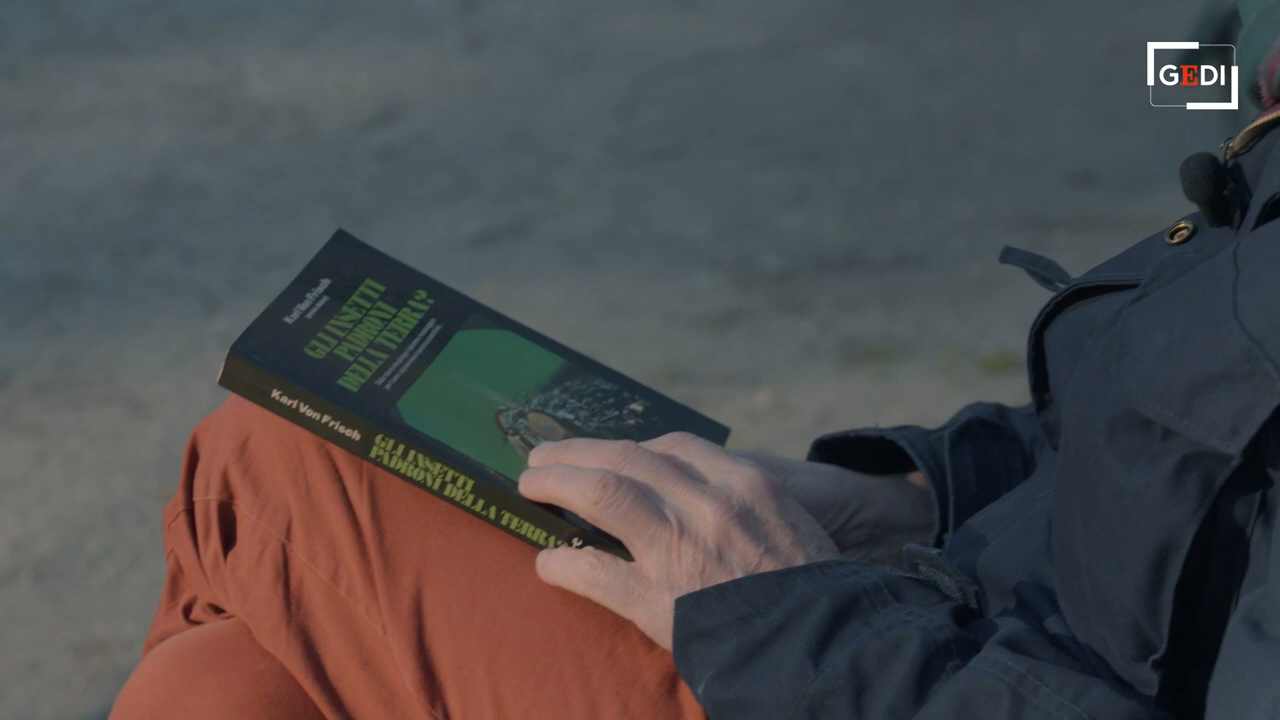 GEDI
Karl Von Frisch
GLI INSETTI
PADRONI
DELLA TERRA?
Karl Von Frisch
GLI INSETTI
PADRONI DELLA TERRA?